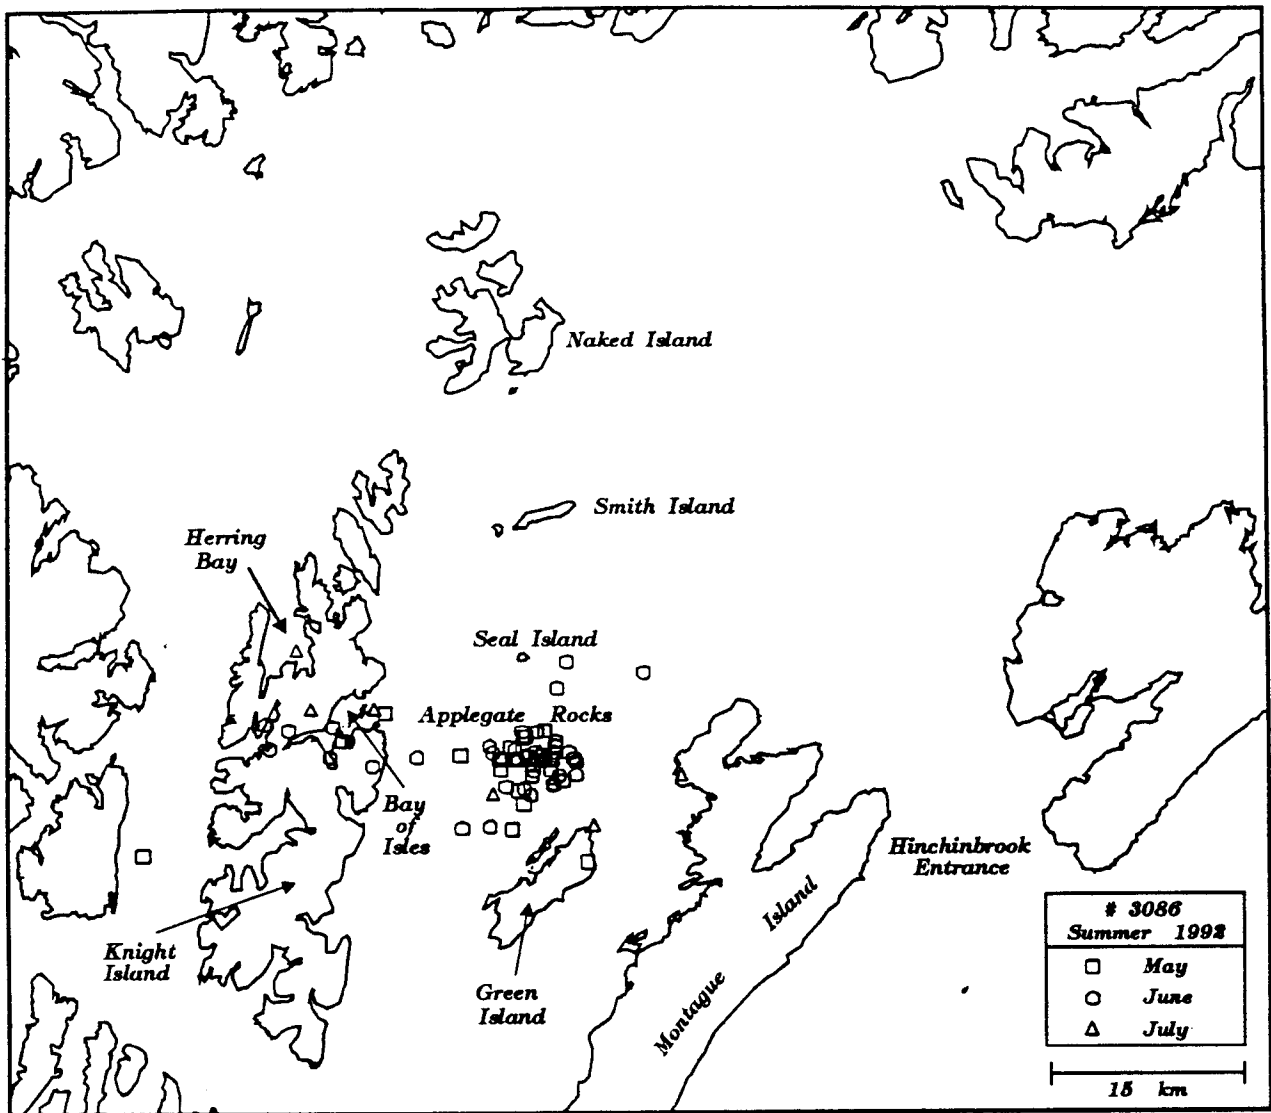 Naked Island
Smith Island
Herring
Bay
Seal Island
Applegate Rocks
Bay
of
Isles
Hinchinbrook
Entrance
Island
Montague
Knight
Island
Green
Island
# 3086
Summer 1992
May
June
July
15 km